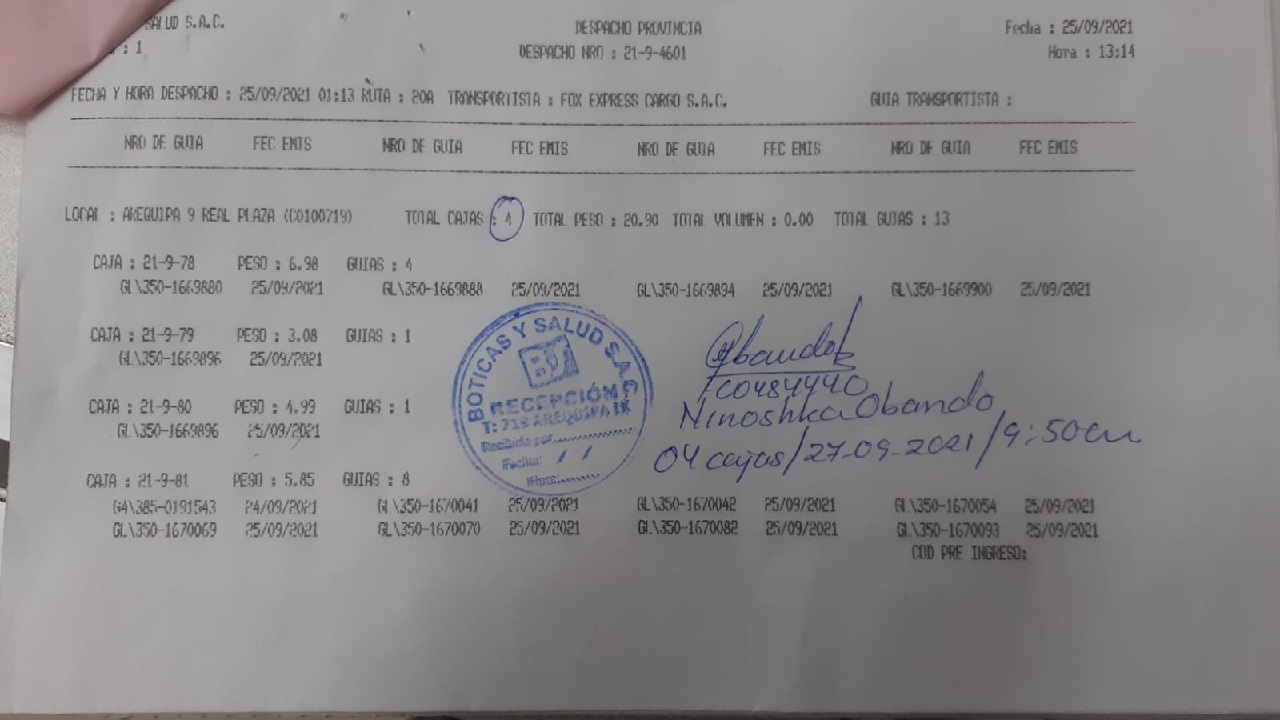 SALUD S.A.C. DESPACHO PROVINCIA Fecha : 25/09/2021
: 1 DESPACHO NRO : 21-9-4601 Hora : 13:14
FECHA Y HORA DESPACHO : 25/09/2021 01:13 RUTA : 20A TRANSPORTISTA : FOX EXPRESS CARGO S.A.C. GUIA TRANSPORTISTA :
NRO DE GUIA FEC EMIS NRO DE GUIA FEC EMIS NRO DE GUIA FEC EMIS NRO DE GUIA FEC EMIS
LOCAL : AREQUIPA 9 REAL PLAZA (C0100719) TOTAL CAJAS : 4 TOTAL PESO : 20.90 TOTAL VOLUMEN : 0.00 TOTAL GUIAS : 13
CAJA : 21-9-78 PESO : 6.98 GUIAS : 4
GL\350-1669880 25/09/2021 GL\350-1669888 25/09/2021 GL\350-1669894 25/09/2021 GL\350-1669900 25/09/2021
CAJA : 21-9-79 PESO : 3.08 GUIAS : 1
GL\350-1669896 25/09/2021
CAJA : 21-9-80 PESO : 4.99 GUIAS : 1
GL\350-1669896 25/09/2021
CAJA : 21-9-81 PESO : 5.85 GUIAS : 8
G4\385-0191543 24/09/2021 GL\350-1670041 25/09/2021 GL\350-1670042 25/09/2021 GL\350-1670054 25/09/2021
GL\350-1670069 25/09/2021 GL\350-1670070 25/09/2021 GL\350-1670082 25/09/2021 GL\350-1670093 25/09/2021
COD PRE INGRESO:
BOTICAS Y SALUD S.A.C.
BYS
RECEPCIÓN
T: 719 AREQUIPA IX
Recibido por
Fecha: / /
Hora:
Obando
70484440
Ninoshka Obando
04 cajas/27-09-2021/9:50am